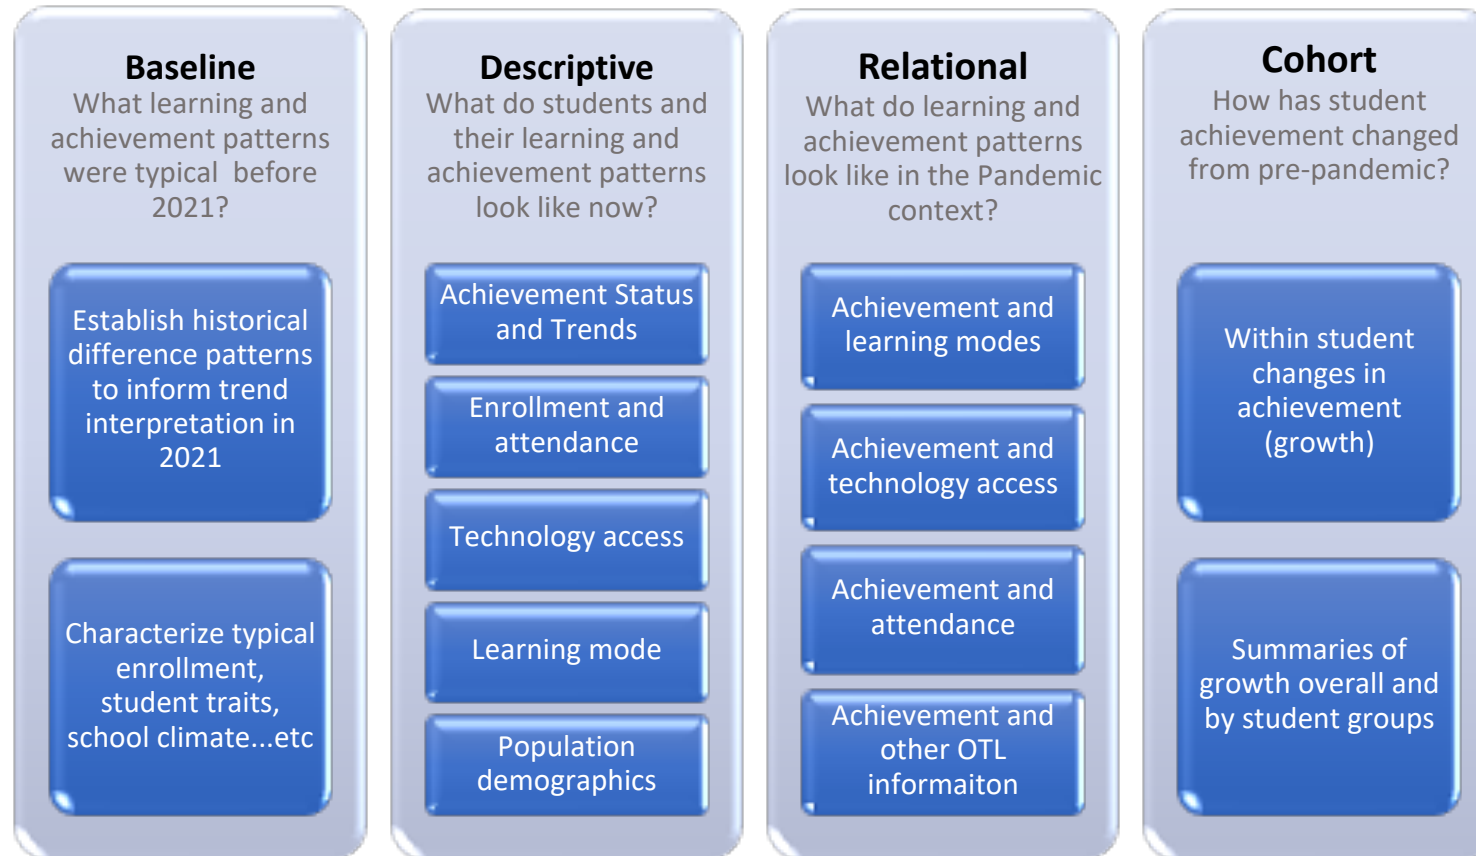 Baseline
What learning and
achievement patterns
were typical before
2021?
Establish historical
difference patterns
to inform trend
interpretation in
2021
Characterize typical
enrollment,
student traits,
school climate...etc
Descriptive
What do students and
their learning and
achievement patterns
look like now?
Achievement Status
and Trends
Enrollment and
attendance
Technology access
Learning mode
Population
demographics
Relational
What do learning and
achievement patterns
look like in the Pandemic
context?
Achievement and
learning modes
Achievement and
technology access
Achievement and
attendance
Achievement and
other OTL
informaiton
Cohort
How has student
achievement changed
from pre-pandemic?
Within student
changes in
achievement
(growth)
Summaries of
growth overall and
by student groups